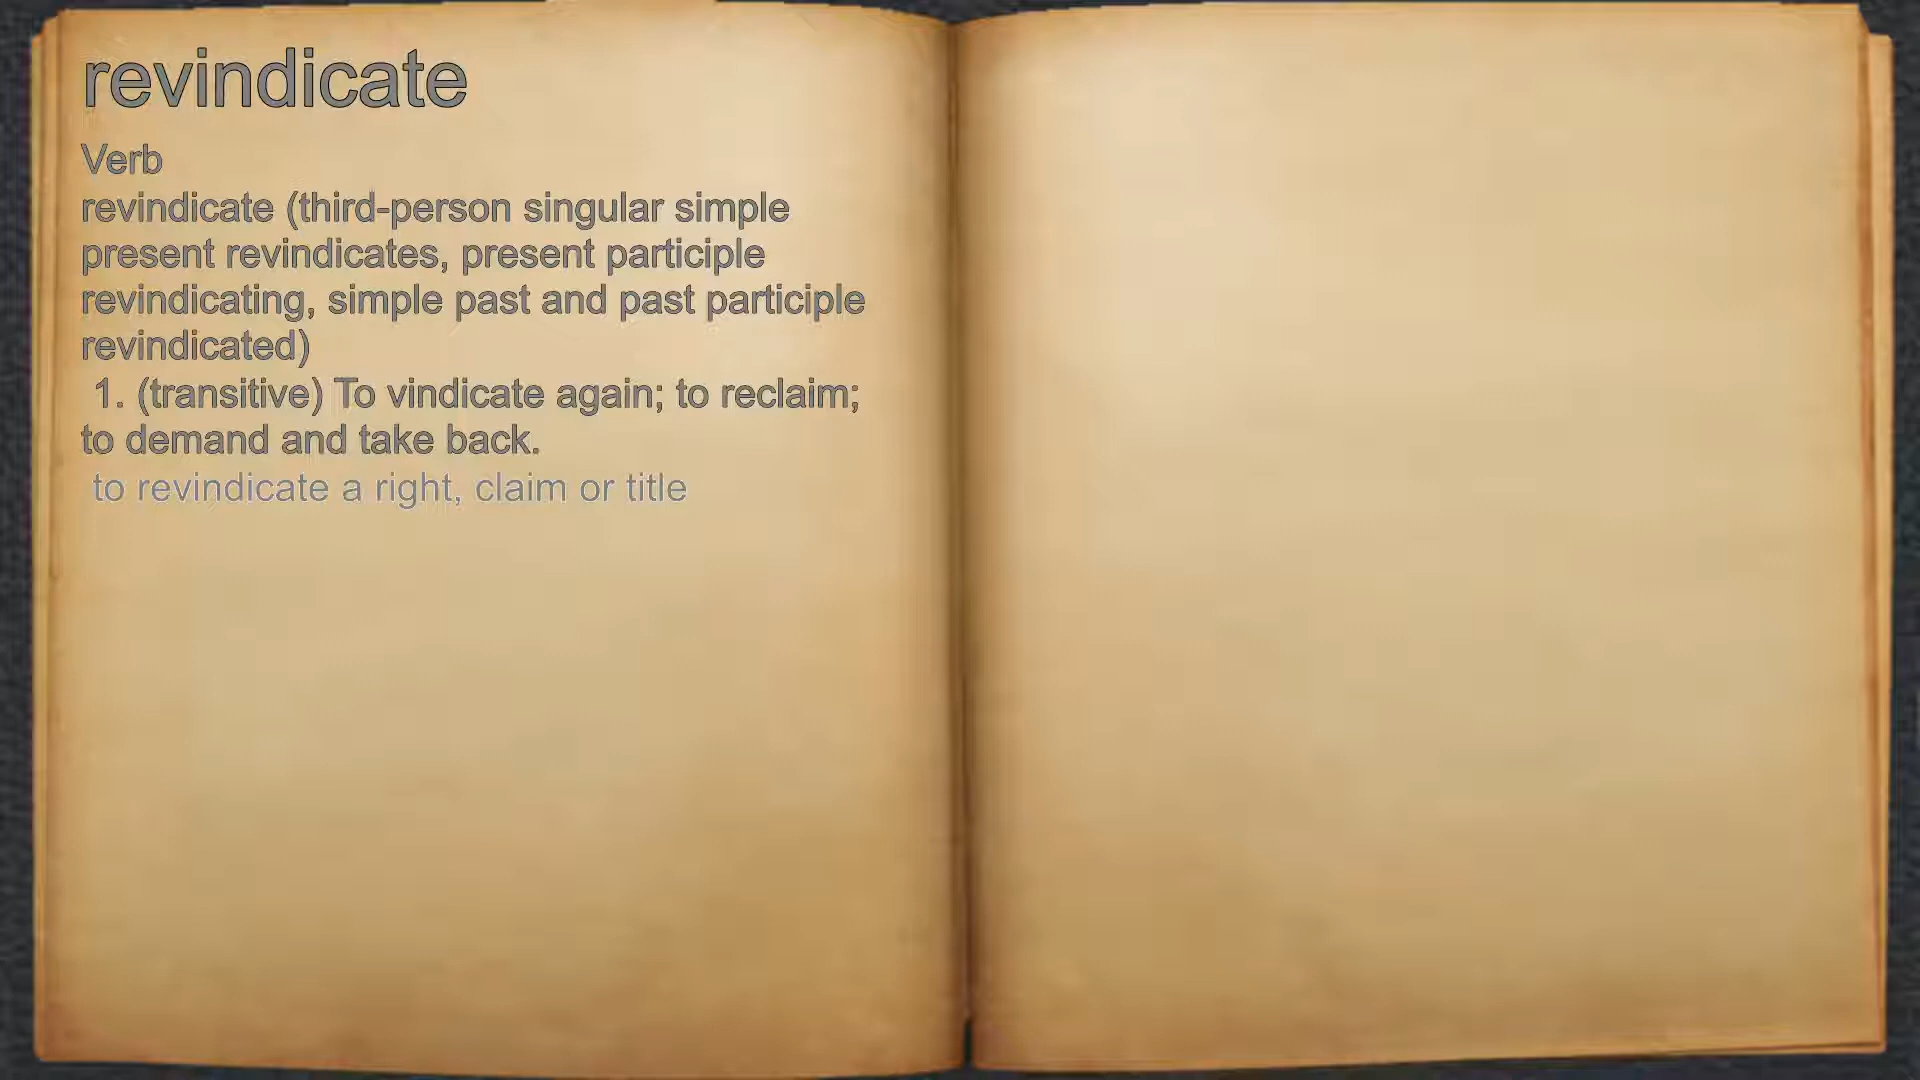 revindicate
Verb
revindicate (third-person singular simple
present revindicates, present participle
revindicating, simple past and past participle
revindicated)
1. (transitive) To vindicate again; to reclaim;
to demand and take back.
to revindicate a right, claim or title